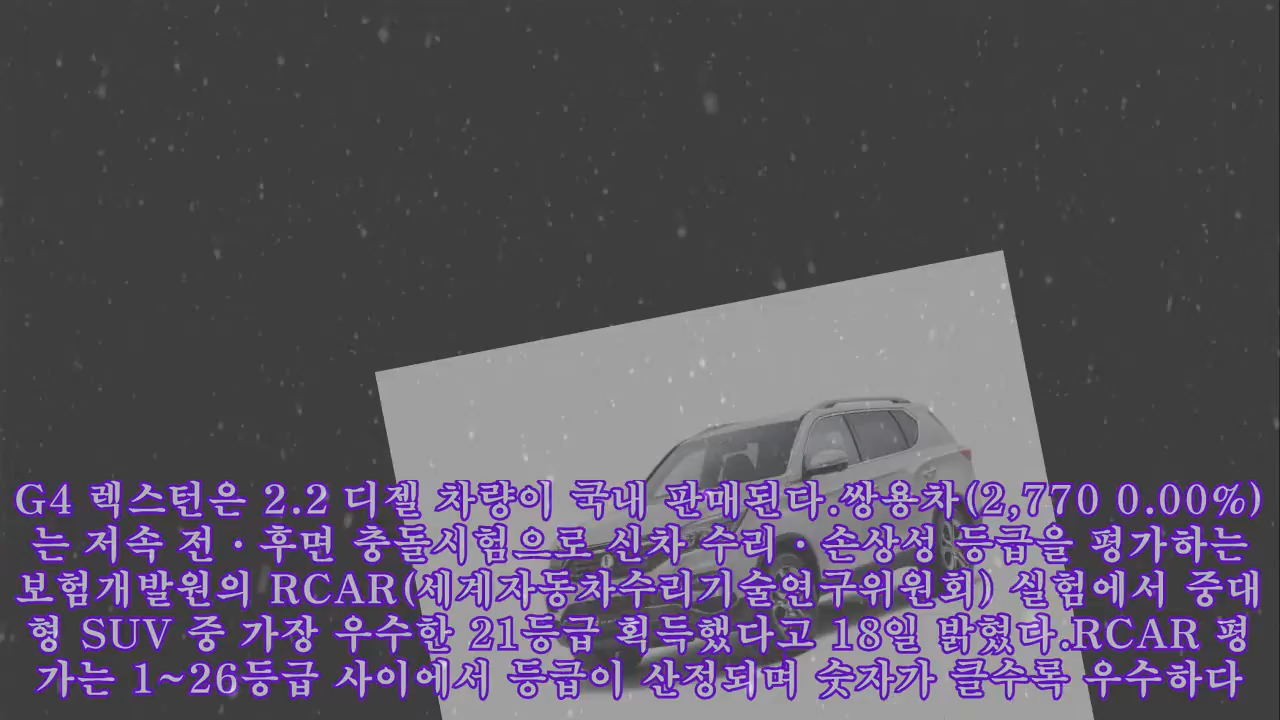 G4 렉스턴은 2.2 디젤 차량이 국내 판매된다.쌍용차(2,770 0.00%)
는 저속 전·후면 충돌시험으로 신차 수리·손상성 등급을 평가하는
보험개발원의 RCAR(세계자동차수리기술연구위원회) 실험에서 중대
형 SUV 중 가장 우수한 21등급 획득했다고 18일 밝혔다.RCAR 평
가는 1~26등급 사이에서 등급이 산정되며 숫자가 클수록 우수하다